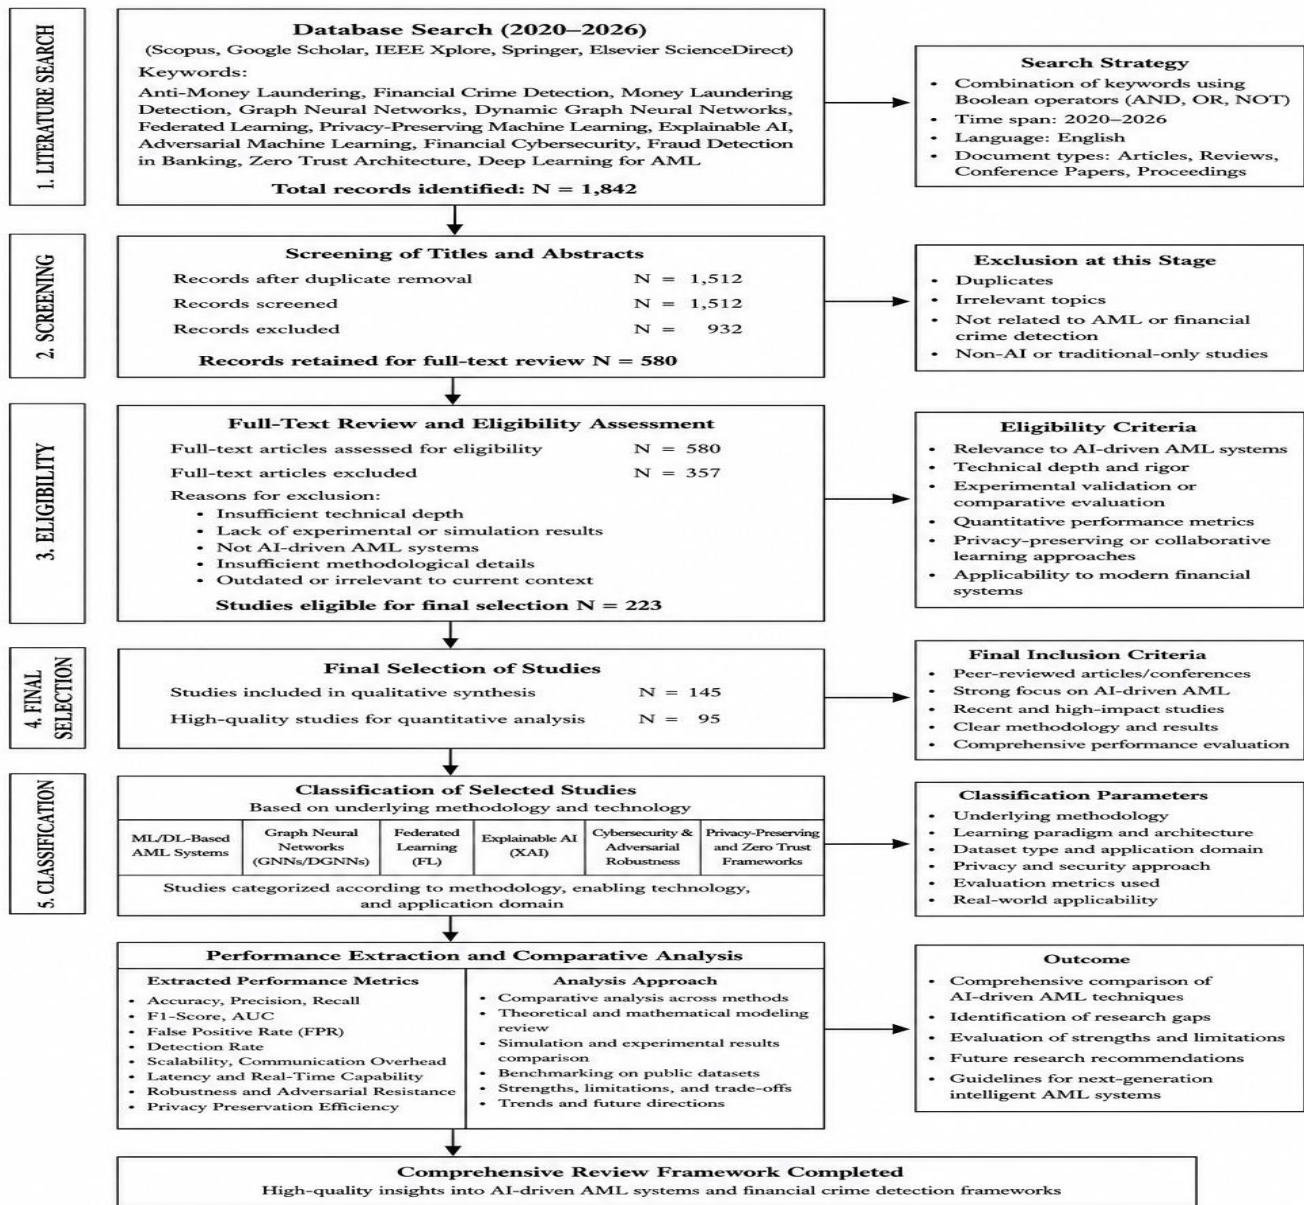 1. LITERATURE SEARCH
Database Search (2020–2026)
(Scopus, Google Scholar, IEEE Xplore, Springer, Elsevier ScienceDirect)
Keywords:
Anti-Money Laundering, Financial Crime Detection, Money Laundering
Detection, Graph Neural Networks, Dynamic Graph Neural Networks,
Federated Learning, Privacy-Preserving Machine Learning, Explainable AI,
Adversarial Machine Learning, Financial Cybersecurity, Fraud Detection
in Banking, Zero Trust Architecture, Deep Learning for AML
Total records identified: N = 1,842
Search Strategy
• Combination of keywords using
Boolean operators (AND, OR, NOT)
• Time span: 2020–2026
• Language: English
• Document types: Articles, Reviews,
Conference Papers, Proceedings
2. SCREENING
Screening of Titles and Abstracts
Records after duplicate removal N = 1,512
Records screened N = 1,512
Records excluded N = 932
Records retained for full-text review N = 580
Exclusion at this Stage
• Duplicates
• Irrelevant topics
• Not related to AML or financial
crime detection
• Non-AI or traditional-only studies
3. ELIGIBILITY
Full-Text Review and Eligibility Assessment
Full-text articles assessed for eligibility N = 580
Full-text articles excluded N = 357
Reasons for exclusion:
• Insufficient technical depth
• Lack of experimental or simulation results
• Not AI-driven AML systems
• Insufficient methodological details
• Outdated or irrelevant to current context
Studies eligible for final selection N = 223
Eligibility Criteria
• Relevance to AI-driven AML systems
• Technical depth and rigor
• Experimental validation or
comparative evaluation
• Quantitative performance metrics
• Privacy-preserving or collaborative
learning approaches
• Applicability to modern financial
systems
4. FINAL
SELECTION
Final Selection of Studies
Studies included in qualitative synthesis N = 145
High-quality studies for quantitative analysis N = 95
Final Inclusion Criteria
• Peer-reviewed articles/conferences
• Strong focus on AI-driven AML
• Recent and high-impact studies
• Clear methodology and results
• Comprehensive performance evaluation
5. CLASSIFICATION
Classification of Selected Studies
Based on underlying methodology and technology
ML/DL-Based
AML Systems
Graph Neural
Networks
(GNNs/DGNNs)
Federated
Learning
(FL)
Explainable AI
(XAI)
Cybersecurity &
Adversarial
Robustness
Privacy-Preserving
and Zero Trust
Frameworks
Studies categorized according to methodology, enabling technology,
and application domain
Classification Parameters
• Underlying methodology
• Learning paradigm and architecture
• Dataset type and application domain
• Privacy and security approach
• Evaluation metrics used
• Real-world applicability
Performance Extraction and Comparative Analysis
Extracted Performance Metrics
• Accuracy, Precision, Recall
• F1-Score, AUC
• False Positive Rate (FPR)
• Detection Rate
• Scalability, Communication Overhead
• Latency and Real-Time Capability
• Robustness and Adversarial Resistance
• Privacy Preservation Efficiency
Analysis Approach
• Comparative analysis across methods
• Theoretical and mathematical modeling
review
• Simulation and experimental results
comparison
• Benchmarking on public datasets
• Strengths, limitations, and trade-offs
• Trends and future directions
Outcome
• Comprehensive comparison of
AI-driven AML techniques
• Identification of research gaps
• Evaluation of strengths and limitations
• Future research recommendations
• Guidelines for next-generation
intelligent AML systems
Comprehensive Review Framework Completed
High-quality insights into AI-driven AML systems and financial crime detection frameworks